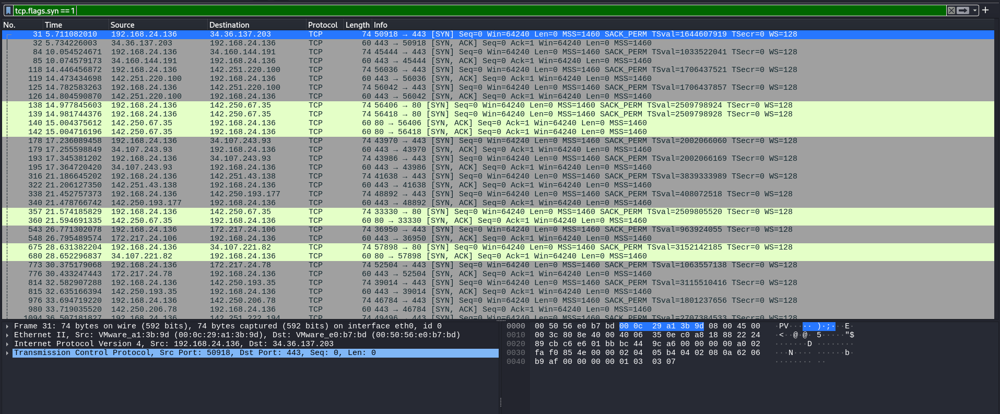 tcp.flags.syn == 1
No. Time Source Destination Protocol Length Info
31 5.711082010 192.168.24.136 34.36.137.203 TCP 74 50918 → 443 [SYN] Seq=0 Win=64240 Len=0 MSS=1460 SACK_PERM TSval=1644607919 TSecr=0 WS=128
32 5.734226003 34.36.137.203 192.168.24.136 TCP 60 443 → 50918 [SYN, ACK] Seq=0 Ack=1 Win=64240 Len=0 MSS=1460
84 10.054524671 192.168.24.136 34.160.144.191 TCP 74 45444 → 443 [SYN] Seq=0 Win=64240 Len=0 MSS=1460 SACK_PERM TSval=1033522041 TSecr=0 WS=128
85 10.074579173 34.160.144.191 192.168.24.136 TCP 60 443 → 45444 [SYN, ACK] Seq=0 Ack=1 Win=64240 Len=0 MSS=1460
118 14.446456872 192.168.24.136 142.251.220.100 TCP 74 56036 → 443 [SYN] Seq=0 Win=64240 Len=0 MSS=1460 SACK_PERM TSval=1706437521 TSecr=0 WS=128
119 14.473434698 142.251.220.100 192.168.24.136 TCP 60 443 → 56036 [SYN, ACK] Seq=0 Ack=1 Win=64240 Len=0 MSS=1460
125 14.782583263 192.168.24.136 142.251.220.100 TCP 74 56042 → 443 [SYN] Seq=0 Win=64240 Len=0 MSS=1460 SACK_PERM TSval=1706437857 TSecr=0 WS=128
126 14.804590870 142.251.220.100 192.168.24.136 TCP 60 443 → 56042 [SYN, ACK] Seq=0 Ack=1 Win=64240 Len=0 MSS=1460
138 14.977845603 192.168.24.136 142.250.67.35 TCP 74 56406 → 80 [SYN] Seq=0 Win=64240 Len=0 MSS=1460 SACK_PERM TSval=2509798924 TSecr=0 WS=128
139 14.981744376 192.168.24.136 142.250.67.35 TCP 74 56418 → 80 [SYN] Seq=0 Win=64240 Len=0 MSS=1460 SACK_PERM TSval=2509798928 TSecr=0 WS=128
140 15.004375612 142.250.67.35 192.168.24.136 TCP 60 80 → 56406 [SYN, ACK] Seq=0 Ack=1 Win=64240 Len=0 MSS=1460
142 15.004716196 142.250.67.35 192.168.24.136 TCP 60 80 → 56418 [SYN, ACK] Seq=0 Ack=1 Win=64240 Len=0 MSS=1460
178 17.236089458 192.168.24.136 34.107.243.93 TCP 74 43970 → 443 [SYN] Seq=0 Win=64240 Len=0 MSS=1460 SACK_PERM TSval=2002066060 TSecr=0 WS=128
179 17.255598849 34.107.243.93 192.168.24.136 TCP 60 443 → 43970 [SYN, ACK] Seq=0 Ack=1 Win=64240 Len=0 MSS=1460
193 17.345381202 192.168.24.136 34.107.243.93 TCP 74 43986 → 443 [SYN] Seq=0 Win=64240 Len=0 MSS=1460 SACK_PERM TSval=2002066169 TSecr=0 WS=128
195 17.364720420 34.107.243.93 192.168.24.136 TCP 60 443 → 43986 [SYN, ACK] Seq=0 Ack=1 Win=64240 Len=0 MSS=1460
316 21.186645202 192.168.24.136 142.251.43.138 TCP 74 41638 → 443 [SYN] Seq=0 Win=64240 Len=0 MSS=1460 SACK_PERM TSval=3839333989 TSecr=0 WS=128
322 21.206127350 142.251.43.138 192.168.24.136 TCP 60 443 → 41638 [SYN, ACK] Seq=0 Ack=1 Win=64240 Len=0 MSS=1460
338 21.452757373 192.168.24.136 142.250.193.177 TCP 74 48892 → 443 [SYN] Seq=0 Win=64240 Len=0 MSS=1460 SACK_PERM TSval=408072518 TSecr=0 WS=128
340 21.478766742 142.250.193.177 192.168.24.136 TCP 60 443 → 48892 [SYN, ACK] Seq=0 Ack=1 Win=64240 Len=0 MSS=1460
357 21.574185829 192.168.24.136 142.250.67.35 TCP 74 33330 → 80 [SYN] Seq=0 Win=64240 Len=0 MSS=1460 SACK_PERM TSval=2509805520 TSecr=0 WS=128
360 21.594691335 142.250.67.35 192.168.24.136 TCP 60 80 → 33330 [SYN, ACK] Seq=0 Ack=1 Win=64240 Len=0 MSS=1460
543 26.771302078 192.168.24.136 172.217.24.106 TCP 74 36950 → 443 [SYN] Seq=0 Win=64240 Len=0 MSS=1460 SACK_PERM TSval=963924055 TSecr=0 WS=128
548 26.795489574 172.217.24.106 192.168.24.136 TCP 60 443 → 36950 [SYN, ACK] Seq=0 Ack=1 Win=64240 Len=0 MSS=1460
675 28.631382204 192.168.24.136 34.107.221.82 TCP 74 57898 → 80 [SYN] Seq=0 Win=64240 Len=0 MSS=1460 SACK_PERM TSval=3152142185 TSecr=0 WS=128
680 28.652296837 34.107.221.82 192.168.24.136 TCP 60 80 → 57898 [SYN, ACK] Seq=0 Ack=1 Win=64240 Len=0 MSS=1460
773 30.375179068 192.168.24.136 172.217.24.78 TCP 74 52504 → 443 [SYN] Seq=0 Win=64240 Len=0 MSS=1460 SACK_PERM TSval=1063557138 TSecr=0 WS=128
776 30.433247443 172.217.24.78 192.168.24.136 TCP 60 443 → 52504 [SYN, ACK] Seq=0 Ack=1 Win=64240 Len=0 MSS=1460
814 32.582907288 192.168.24.136 142.250.193.35 TCP 74 39014 → 443 [SYN] Seq=0 Win=64240 Len=0 MSS=1460 SACK_PERM TSval=3115510416 TSecr=0 WS=128
815 32.635166394 142.250.193.35 192.168.24.136 TCP 60 443 → 39014 [SYN, ACK] Seq=0 Ack=1 Win=64240 Len=0 MSS=1460
976 33.694719220 192.168.24.136 142.250.206.78 TCP 74 46784 → 443 [SYN] Seq=0 Win=64240 Len=0 MSS=1460 SACK_PERM TSval=1801237656 TSecr=0 WS=128
980 33.719035520 142.250.206.78 192.168.24.136 TCP 60 443 → 46784 [SYN, ACK] Seq=0 Ack=1 Win=64240 Len=0 MSS=1460
1094 36.507181827 192.168.24.136 142.251.222.194 TCP 74 49496 → 443 [SYN] Seq=0 Win=64240 Len=0 MSS=1460 SACK_PERM TSval=2707384533 TSecr=0 WS=128
Frame 31: 74 bytes on wire (592 bits), 74 bytes captured (592 bits) on interface eth0, id 0
Ethernet II, Src: VMware_a1:3b:9d (00:0c:29:a1:3b:9d), Dst: VMware_e0:b7:bd (00:50:56:e0:b7:bd)
Internet Protocol Version 4, Src: 192.168.24.136, Dst: 34.36.137.203
Transmission Control Protocol, Src Port: 50918, Dst Port: 443, Seq: 0, Len: 0
0000 00 50 56 e0 b7 bd 00 0c 29 a1 3b 9d 08 00 45 00 ·PV·····)·;···E·
0010 00 3c 80 8e 40 00 40 06 35 0e c0 a8 18 88 22 24 ·<··@·@·5·····"$
0020 89 cb c6 e6 01 bb bc 44 9c a6 00 00 00 00 a0 02 ·······D········
0030 fa f0 85 4e 00 00 02 04 05 b4 04 02 08 0a 62 06 ···N··········b·
0040 b9 af 00 00 00 00 01 03 03 07 ··········